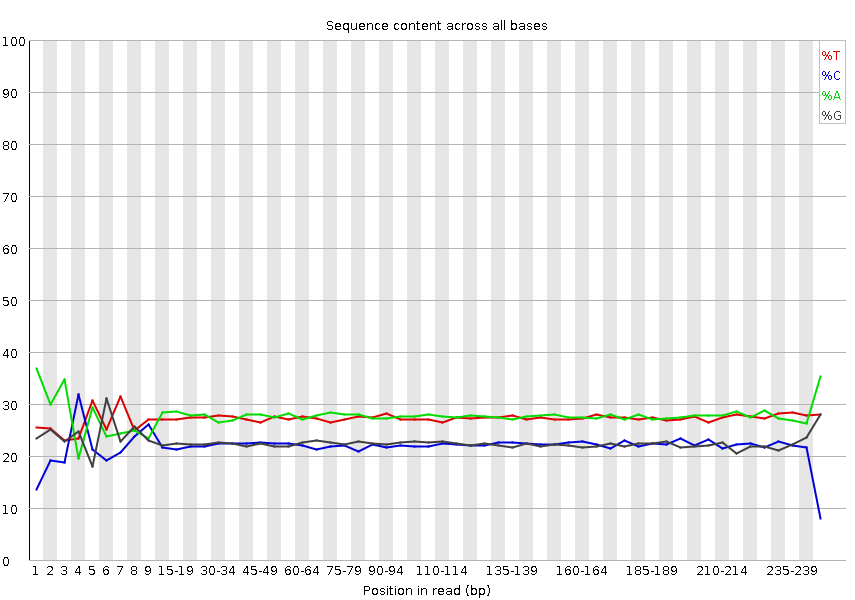 Sequence content across all bases
100
90
80
70
60
50
40
30
20
10
0
%T
%C
%A
%G
1 2 3 4 5 6 7 8 9 15-19 30-34 45-49 60-64 75-79 90-94 110-114 135-139 160-164 185-189 210-214 235-239
Position in read (bp)